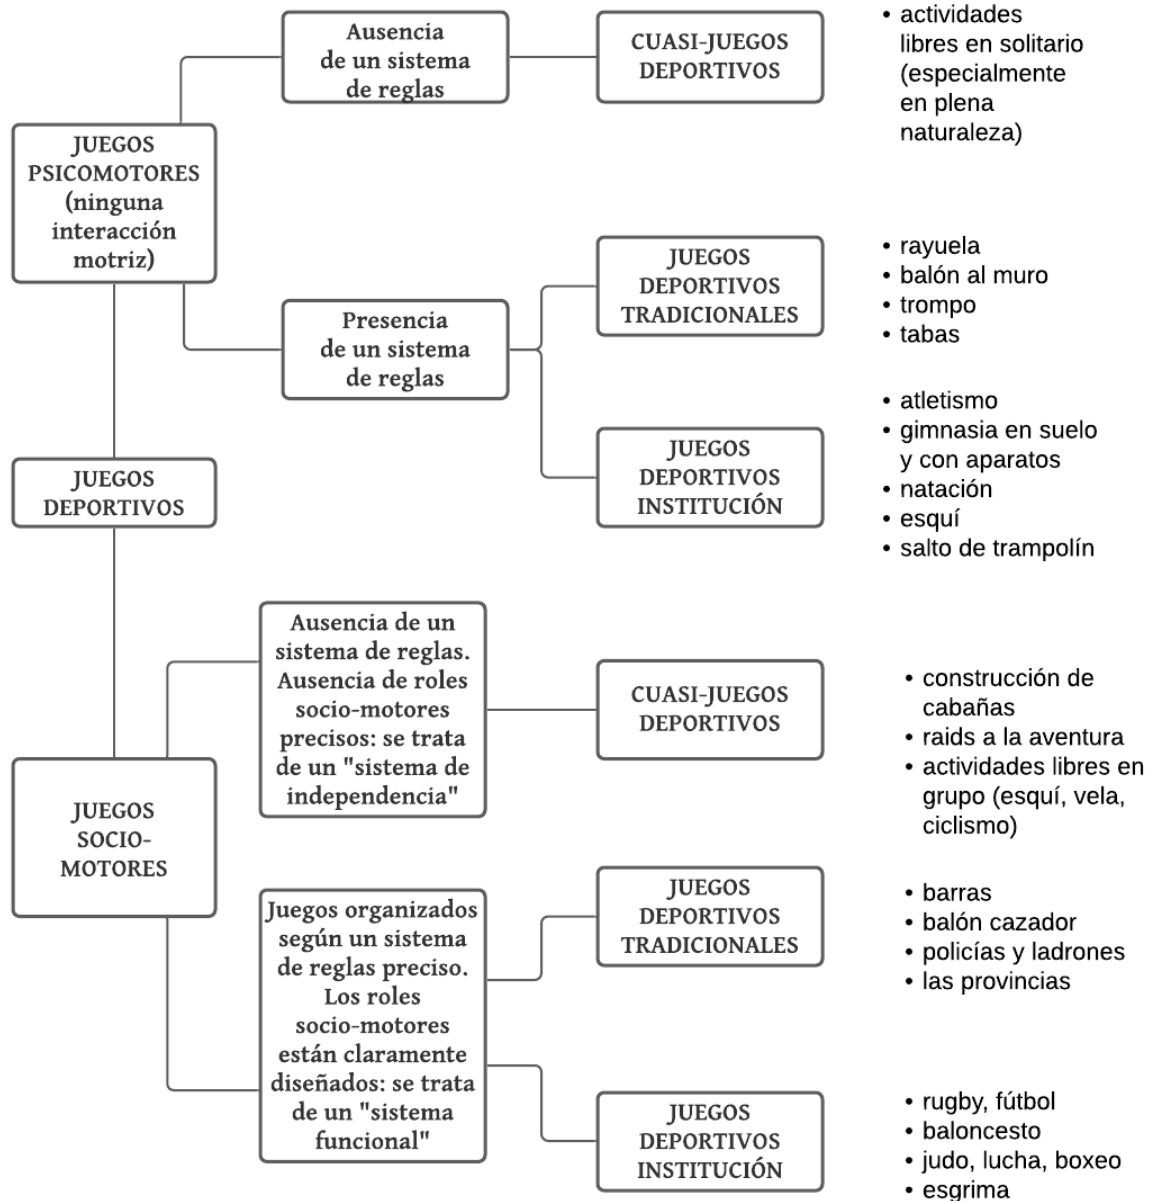 Ausencia
de un sistema
de reglas
CUASI-JUEGOS
DEPORTIVOS
• actividades
libres en solitario
(especialmente
en plena
naturaleza)
JUEGOS
PSICOMOTORES
(ninguna
interacción
motriz)
Presencia
de un sistema
de reglas
JUEGOS
DEPORTIVOS
TRADICIONALES
• rayuela
• balón al muro
• trompo
• tabas
JUEGOS
DEPORTIVOS
INSTITUCIÓN
• atletismo
• gimnasia en suelo
y con aparatos
• natación
• esquí
• salto de trampolín
JUEGOS
DEPORTIVOS
JUEGOS
SOCIO-
MOTORES
Ausencia de un
sistema de reglas.
Ausencia de roles
socio-motores
precisos: se trata
de un "sistema de
independencia"
CUASI-JUEGOS
DEPORTIVOS
• construcción de
cabañas
• raids a la aventura
• actividades libres en
grupo (esquí, vela,
ciclismo)
Juegos organizados
según un sistema
de reglas preciso.
Los roles
socio-motores
están claramente
diseñados: se trata
de un "sistema
funcional"
JUEGOS
DEPORTIVOS
TRADICIONALES
• barras
• balón cazador
• policías y ladrones
• las provincias
JUEGOS
DEPORTIVOS
INSTITUCIÓN
• rugby, fútbol
• baloncesto
• judo, lucha, boxeo
• esgrima